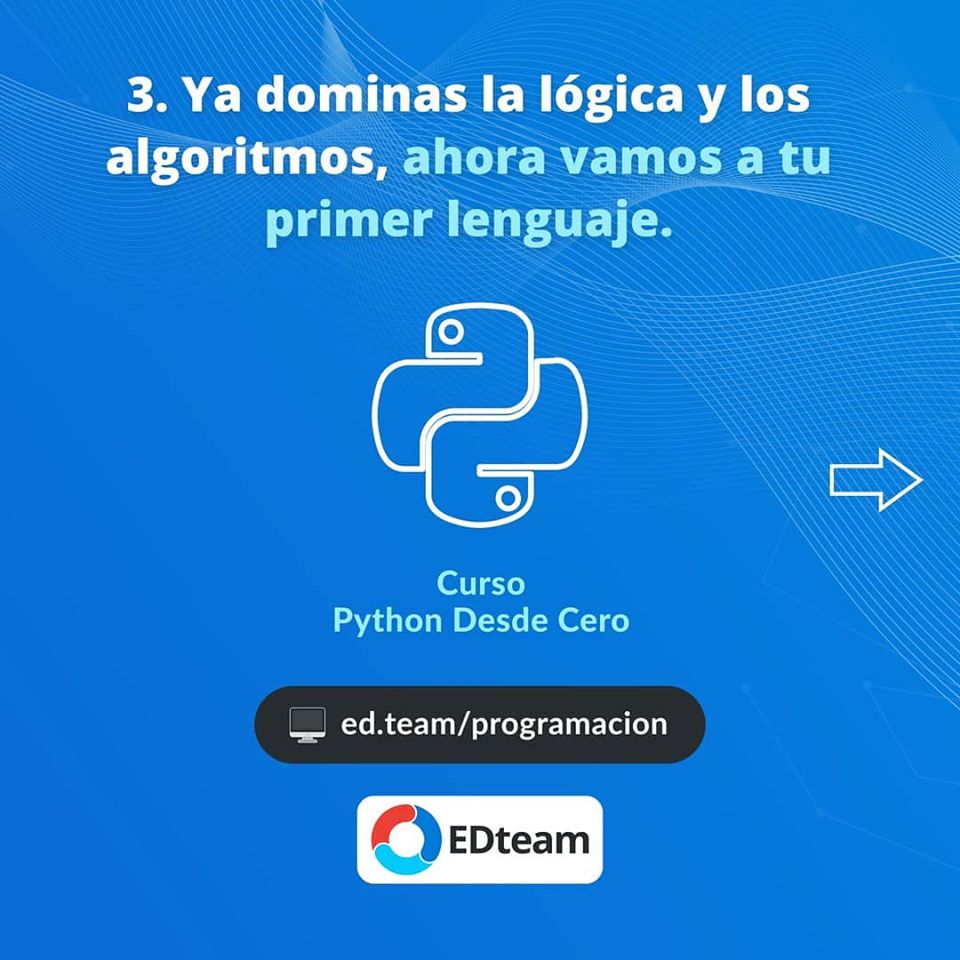 3. Ya dominas la lógica y los
algoritmos, ahora vamos a tu
primer lenguaje.
Curso
Python Desde Cero
ed.team/programacion
EDteam